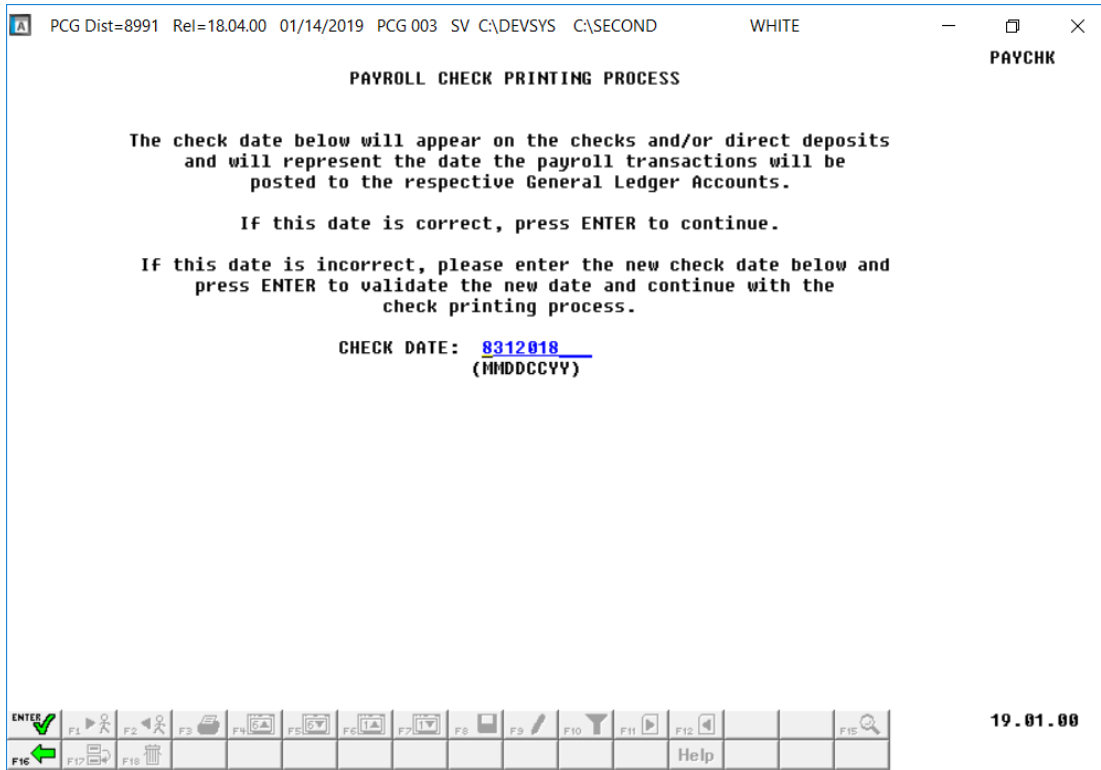 PCG Dist=8991 Rel=18.04.00 01/14/2019 PCG 003 SV C:\DEVSYS C:\SECOND WHITE
PAYCHK
PAYROLL CHECK PRINTING PROCESS
The check date below will appear on the checks and/or direct deposits
and will represent the date the payroll transactions will be
posted to the respective General Ledger Accounts.
If this date is correct, press ENTER to continue.
If this date is incorrect, please enter the new check date below and
press ENTER to validate the new date and continue with the
check printing process.
CHECK DATE: 8312018___
(MMDDCCYY)
ENTER F1 F2 F3 F4 F5 F6 F7 F8 F9 F10 F11 F12 F15 19.01.00
F16 F17 F18 Help